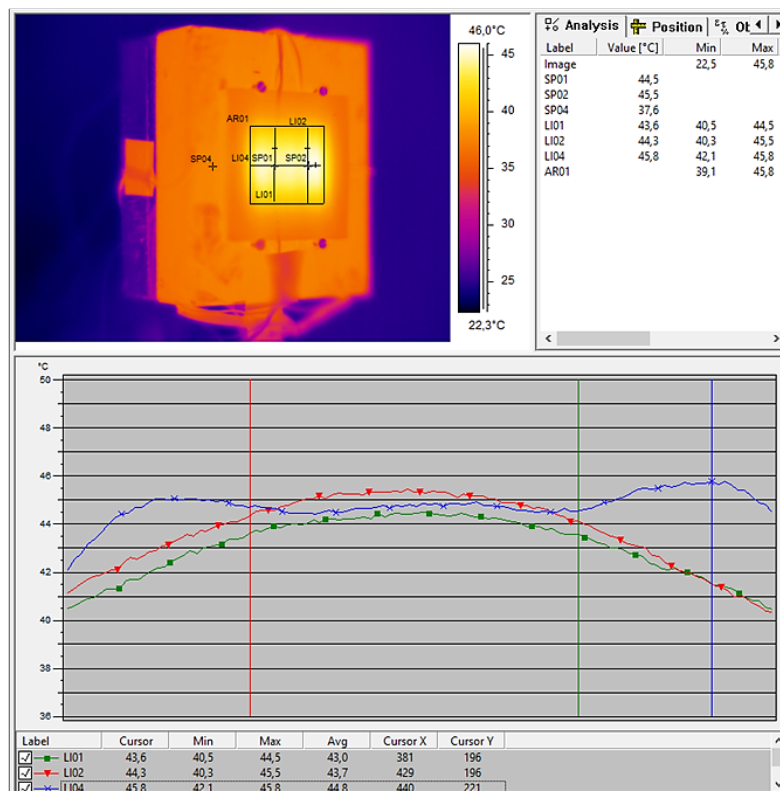 46,0°C
45
40
35
30
25
22,3°C
AR01
LI02
SP04
LI04
SP01
SP02
LI01
Analysis
Position
Label Value [°C] Min Max
Image 22,5 45,8
SP01 44,5
SP02 45,5
SP04 37,6
LI01 43,6 40,5 44,5
LI02 44,3 40,3 45,5
LI04 45,8 42,1 45,8
AR01 39,1 45,8
°C
50
48
46
44
42
40
38
36
Label Cursor Min Max Avg Cursor X Cursor Y
LI01 43,6 40,5 44,5 43,0 381 196
LI02 44,3 40,3 45,5 43,7 429 196
LI04 45,8 42,1 45,8 44,8 440 221